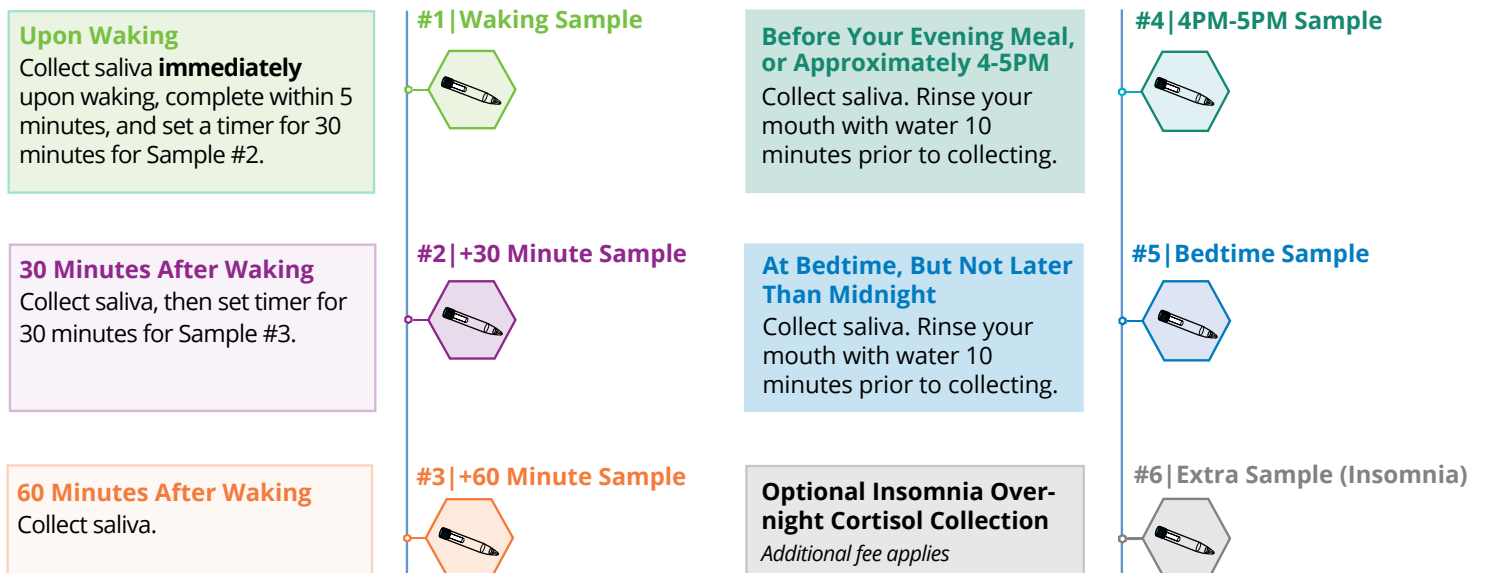 Upon Waking
Collect saliva immediately
upon waking, complete within 5
minutes, and set a timer for 30
minutes for Sample #2.
#1|Waking Sample
30 Minutes After Waking
Collect saliva, then set timer for
30 minutes for Sample #3.
#2|+30 Minute Sample
60 Minutes After Waking
Collect saliva.
#3|+60 Minute Sample
Before Your Evening Meal,
or Approximately 4-5PM
Collect saliva. Rinse your
mouth with water 10
minutes prior to collecting.
#4|4PM-5PM Sample
At Bedtime, But Not Later
Than Midnight
Collect saliva. Rinse your
mouth with water 10
minutes prior to collecting.
#5|Bedtime Sample
Optional Insomnia Over-
night Cortisol Collection
Additional fee applies
#6|Extra Sample (Insomnia)